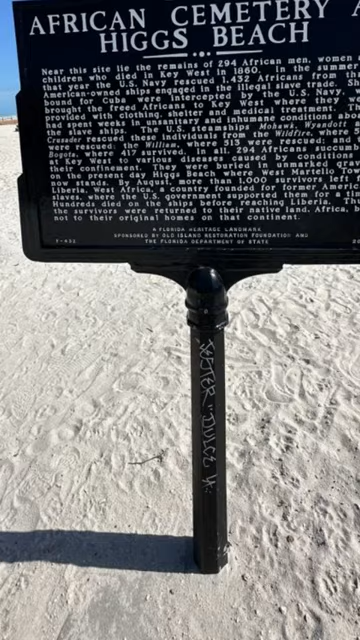 AFRICAN CEMETERY A
HIGGS BEACH
Near this site lie the remains of 294 African men, women a
children who died in Key West in 1860. In the summer
that year the U.S. Navy rescued 1,432 Africans from th
American-owned ships engaged in the illegal slave trade. Sh
bound for Cuba were intercepted by the U.S. Navy, w
brought the freed Africans to Key West where they w
provided with clothing, shelter and medical treatment. Th
had spent weeks in unsanitary and inhumane conditions aboa
the slave ships. The U.S. steamships Mohawk, Wyandott a
Crusader rescued these individuals from the Wildfire, where 5
were rescued; the William, where 513 were rescued; and
Bogota, where 417 survived. In all, 294 Africans succum
at Key West to various diseases caused by conditions
their confinement. They were buried in unmarked grav
on the present day Higgs Beach where West Martello Tow
now stands. By August, more than 1,000 survivors left f
Liberia, West Africa, a country founded for former Amer
slaves, where the U.S. government supported them for a ti
Hundreds died on the ships before reaching Liberia. Thu
the survivors were returned to their native land, Africa, b
not to their original homes on that continent.
A FLORIDA HERITAGE LANDMARK
SPONSORED BY OLD ISLAND RESTORATION FOUNDATION AND
F-432 THE FLORIDA DEPARTMENT OF STATE 20
"DULCE